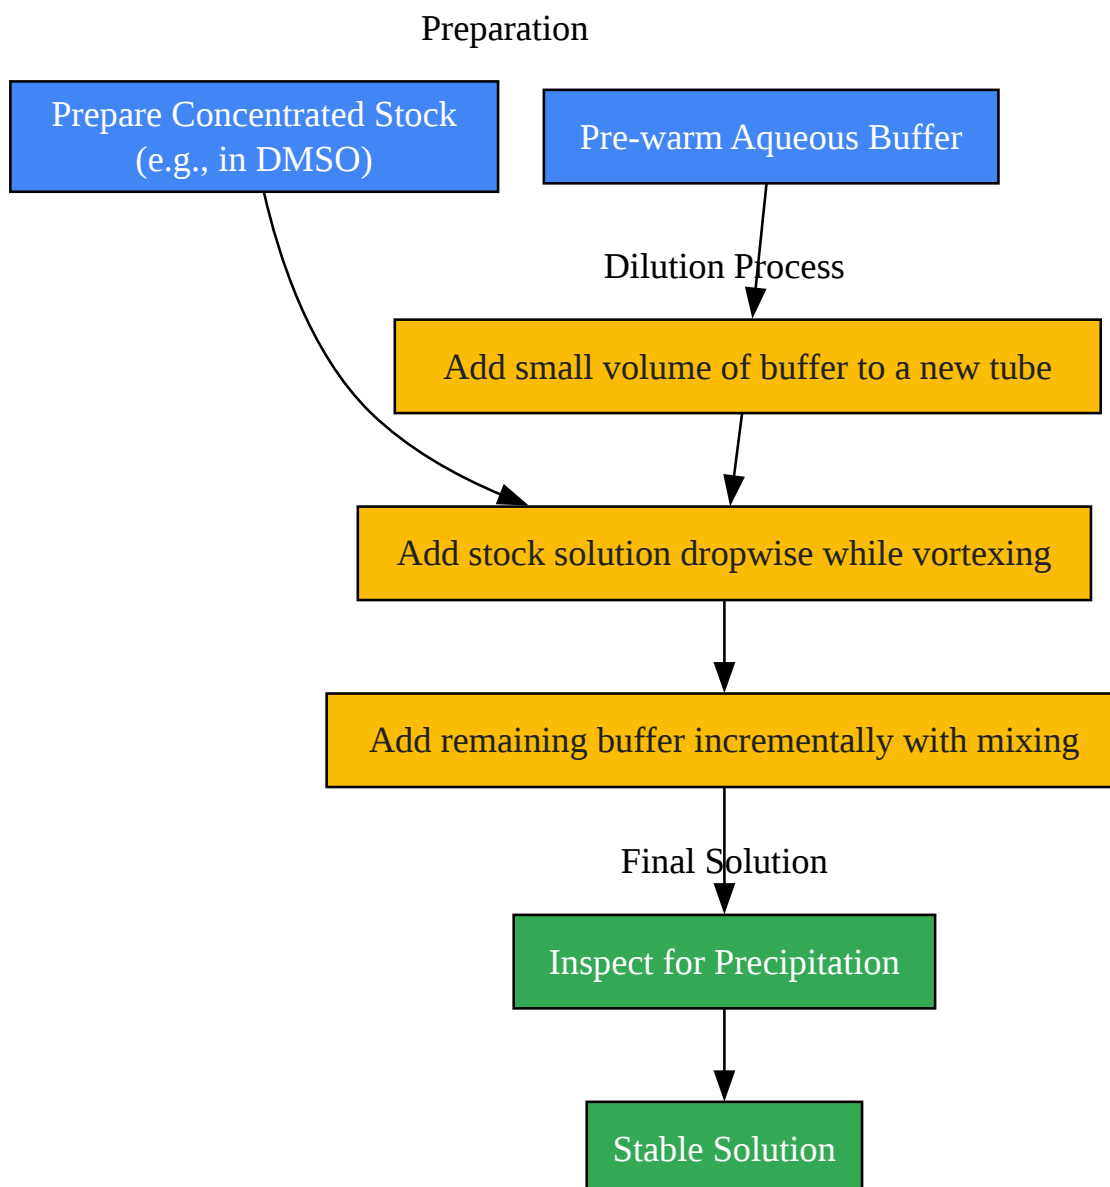 Preparation
Prepare Concentrated Stock
(e.g., in DMSO)
Pre-warm Aqueous Buffer
Dilution Process
Add small volume of buffer to a new tube
Add stock solution dropwise while vortexing
Add remaining buffer incrementally with mixing
Final Solution
Inspect for Precipitation
Stable Solution